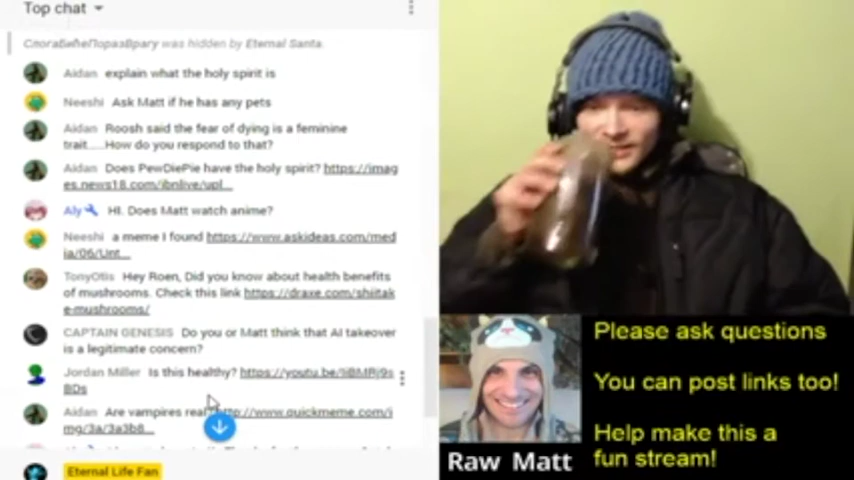 Top chat
СлогаБићеПоразВрагу was hidden by Eternal Santa.
Aidan explain what the holy spirit is
Neeshi Ask Matt if he has any pets
Aidan Roosh said the fear of dying is a feminine
trait.....How do you respond to that?
Aidan Does PewDiePie have the holy spirit? https://imag
es.news18.com/ibnlive/upl...
Aly HI. Does Matt watch anime?
Neeshi a meme I found https://www.askideas.com/med
ia/06/Unt...
TonyOtis Hey Roen, Did you know about health benefits
of mushrooms. Check this link https://draxe.com/shiitak
e-mushrooms/
CAPTAIN GENESIS Do you or Matt think that AI takeover
is a legitimate concern?
Jordan Miller Is this healthy?
Aidan Are vampires real? http://www.quickmeme.com/i
mg/3a/3a3b8...
Eternal Life Fan
Please ask questions
You can post links too!
Help make this a
fun stream!
Raw Matt